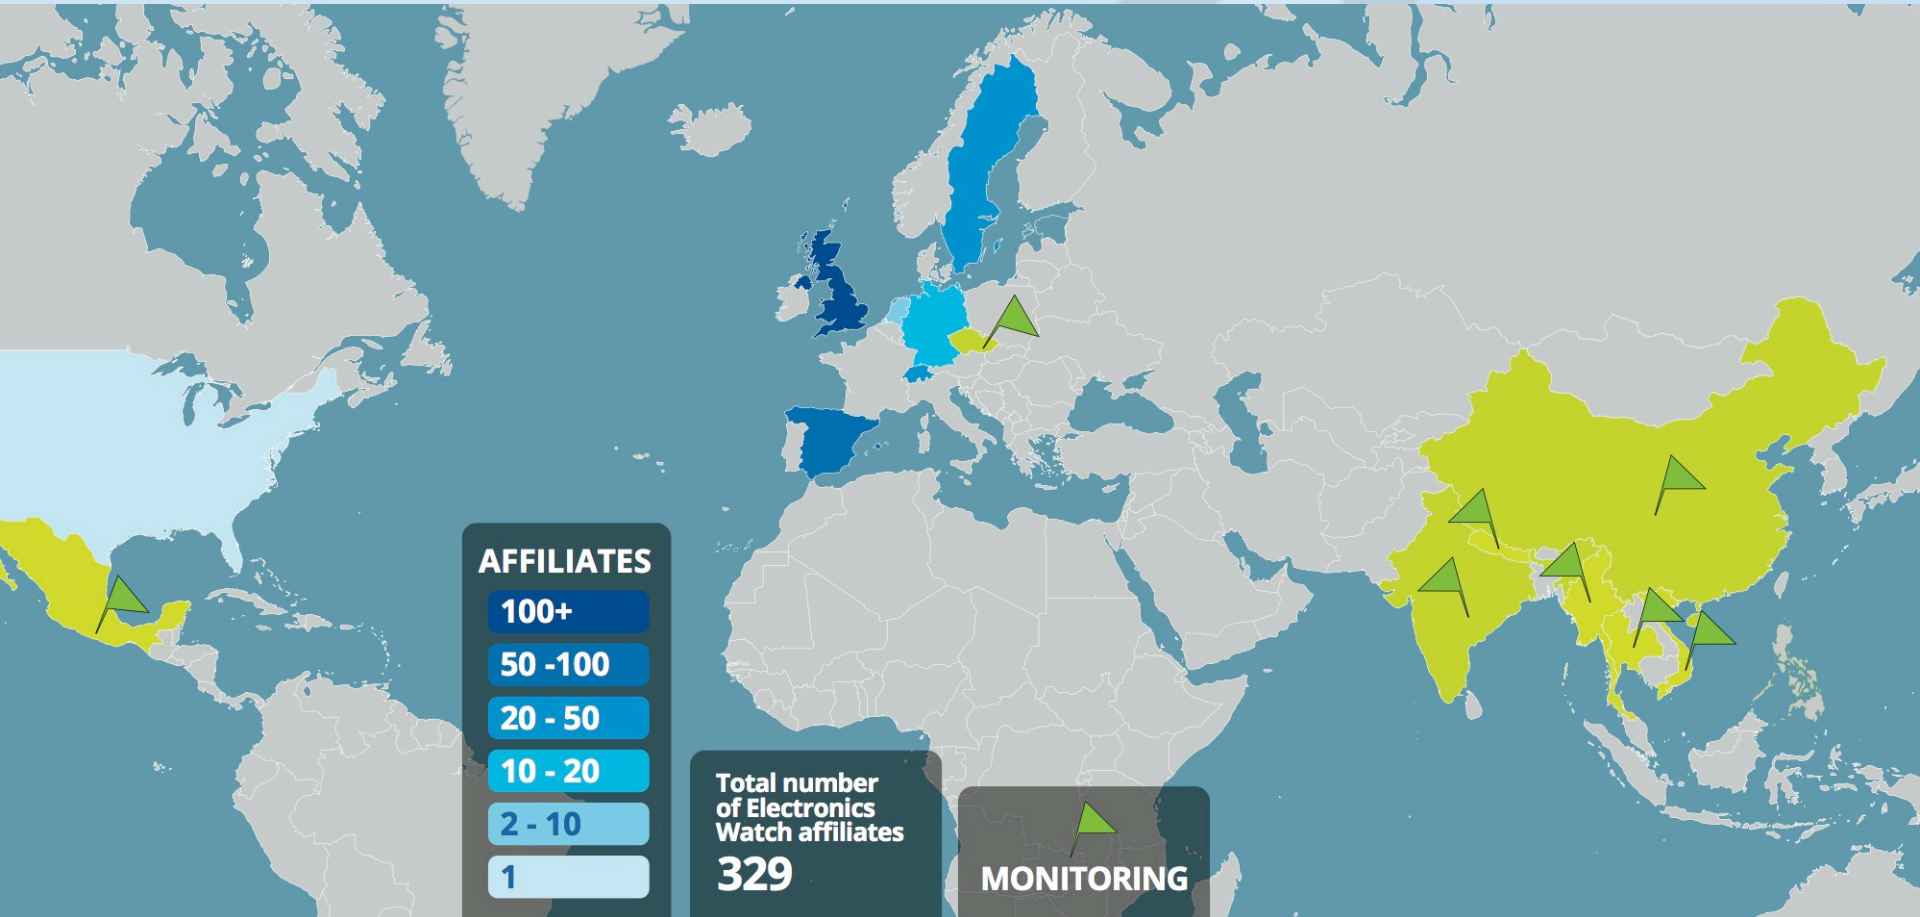 AFFILIATES
100+
50 -100
20 - 50
10 - 20
2 - 10
1
Total number
of Electronics
Watch affiliates
329
MONITORING